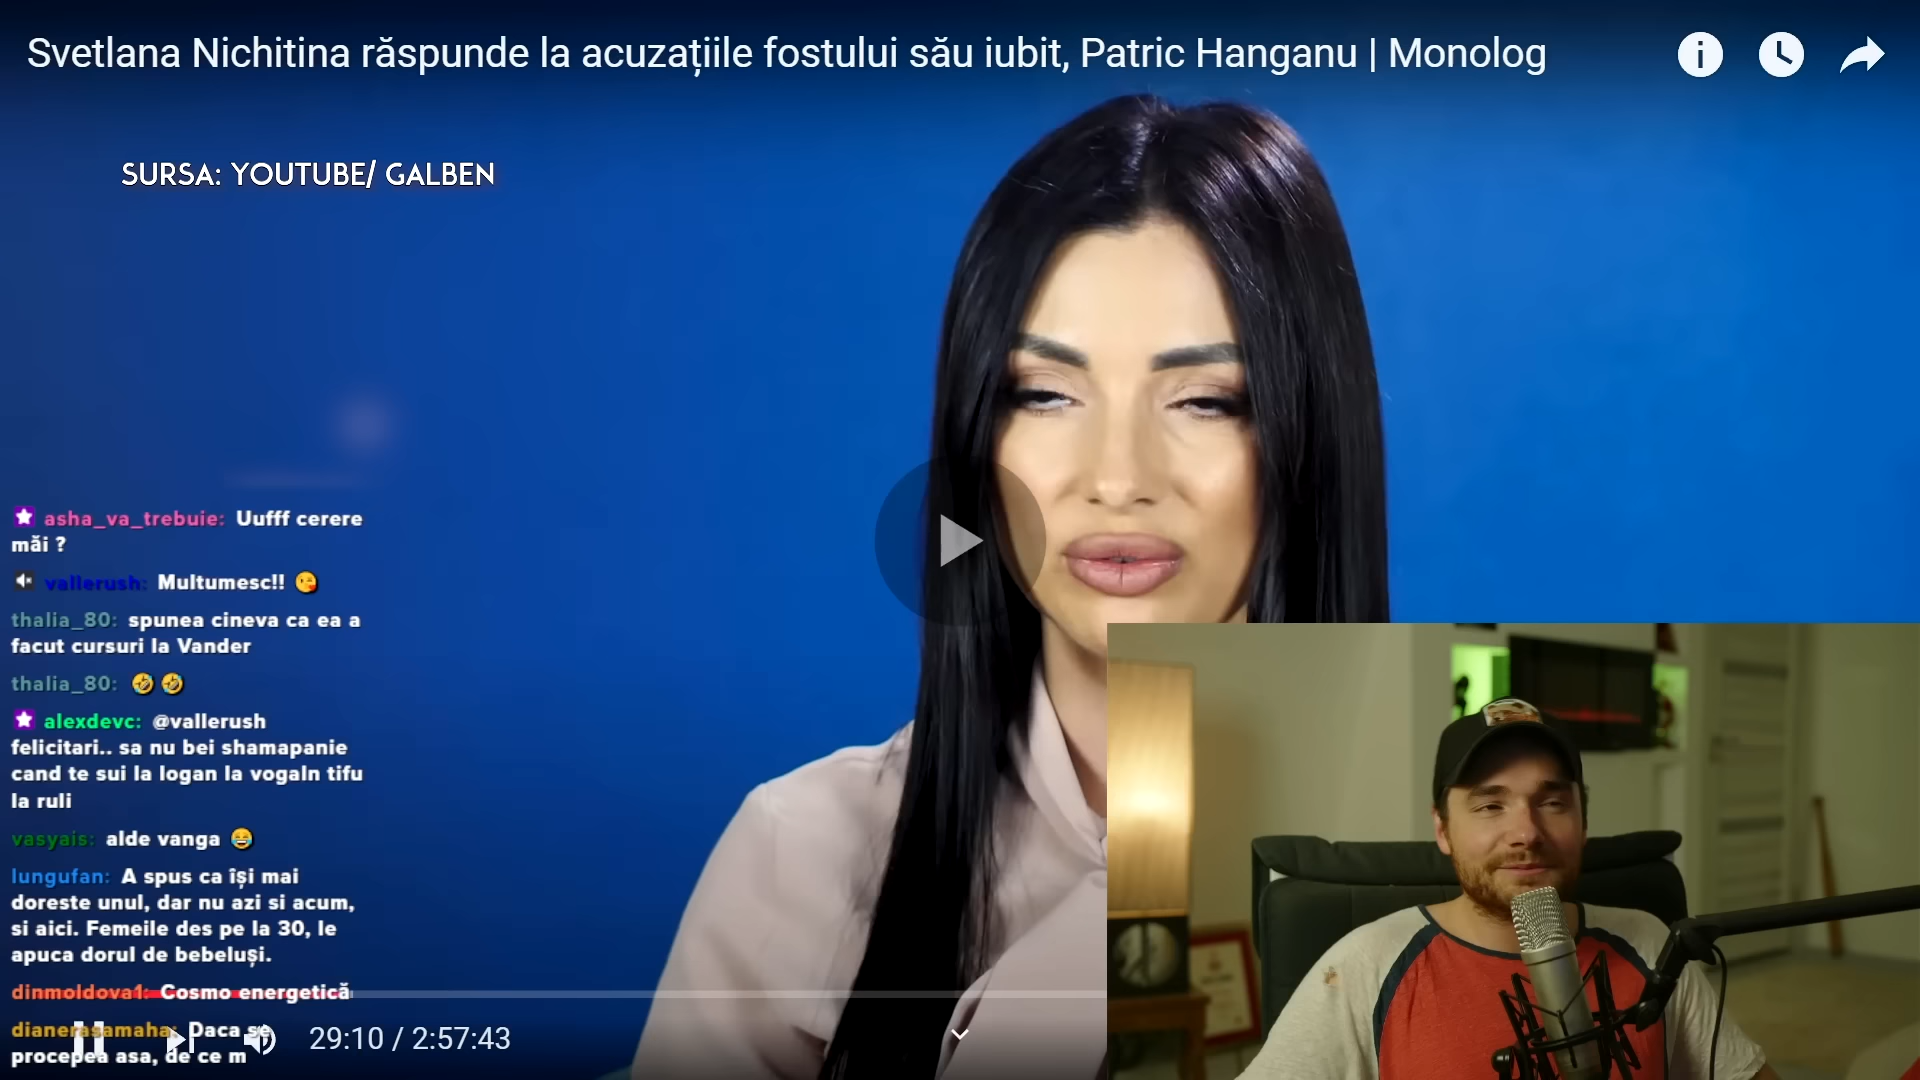 Svetlana Nichitina răspunde la acuzațiile fostului său iubit, Patric Hanganu | Monolog
SURSA: YOUTUBE/ GALBEN
asha_va_trebuie: Uufff cerere
măi ?
vallerush: Multumesc!! 😘
thalia_80: spunea cineva ca ea a
facut cursuri la Vander
thalia_80: 🤣 🤣
alexdevc: @vallerush
felicitari.. sa nu bei shamapanie
cand te sui la logan la vogaln tifu
la ruli
vasyais: alde vanga 😂
lungufan: A spus ca își mai
doreste unul, dar nu azi si acum,
si aici. Femeile des pe la 30, le
apuca dorul de bebeluși.
dinmoldova1: Cosmo energetică
dianerasamaha: Daca se
procepea asa, de ce m
29:10 / 2:57:43